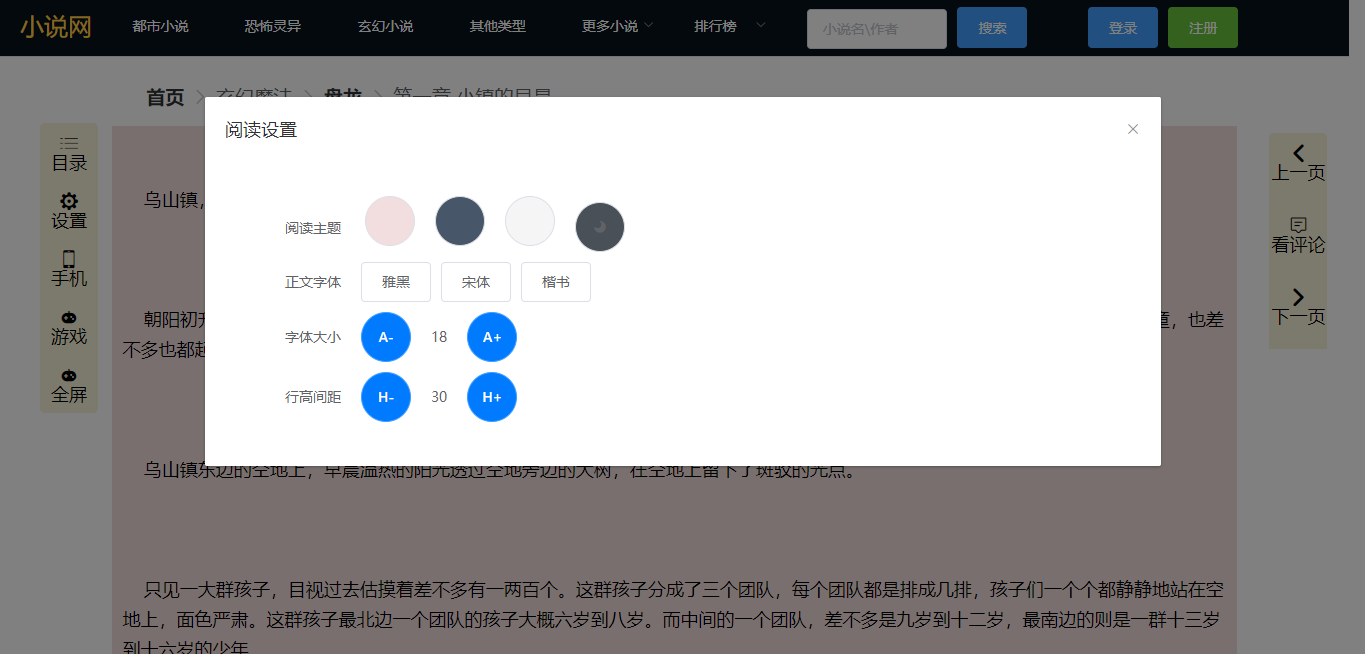 小说网
都市小说
恐怖灵异
玄幻小说
其他类型
更多小说
排行榜
小说名\作者
搜索
登录
注册
首页 玄幻魔法 盘龙 第一章 小镇的早晨
目录
设置
手机
游戏
全屏
阅读设置
阅读主题
正文字体 雅黑 宋体 楷书
字体大小 A- 18 A+
行高间距 H- 30 H+
上一页
看评论
下一页
乌山镇,
朝阳初升
童，也差
不多也都起
乌山镇东边的空地上，早晨温热的阳光透过空地旁边的大树，在空地上留下了斑驳的光点。
只见一大群孩子，目视过去估摸着差不多有一两百个。这群孩子分成了三个团队，每个团队都是排成几排，孩子们一个个都静静地站在空
地上，面色严肃。这群孩子最北边一个团队的孩子大概六岁到八岁。而中间的一个团队，差不多是九岁到十二岁，最南边的则是一群十三岁
到十六岁的少年